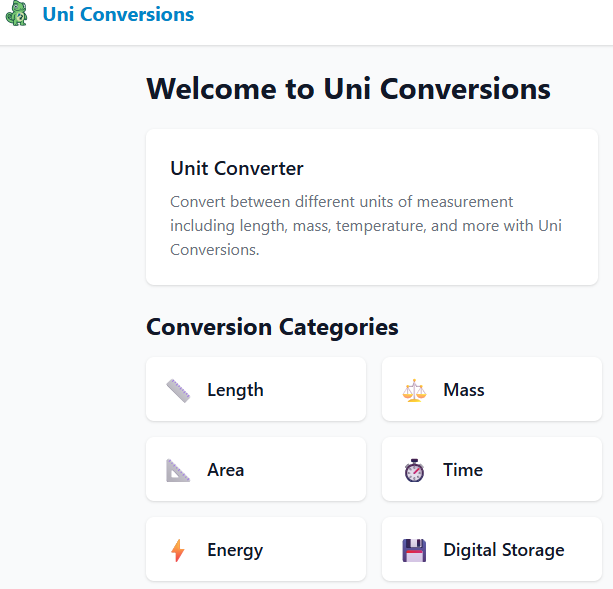 Uni Conversions
Welcome to Uni Conversions
Unit Converter
Convert between different units of measurement
including length, mass, temperature, and more with Uni
Conversions.
Conversion Categories
Length
Mass
Area
Time
Energy
Digital Storage